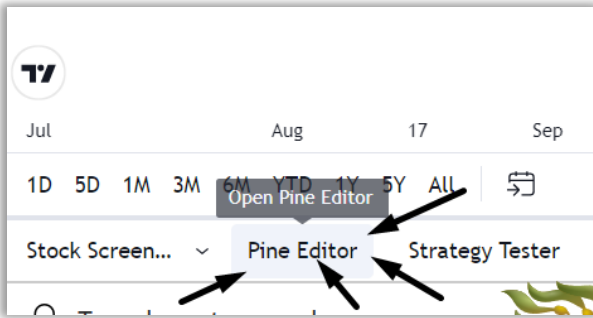 TV
Jul Aug 17 Sep
1D 5D 1M 3M 6M YTD 1Y 5Y All
Open Pine Editor
Stock Screen... Pine Editor Strategy Tester